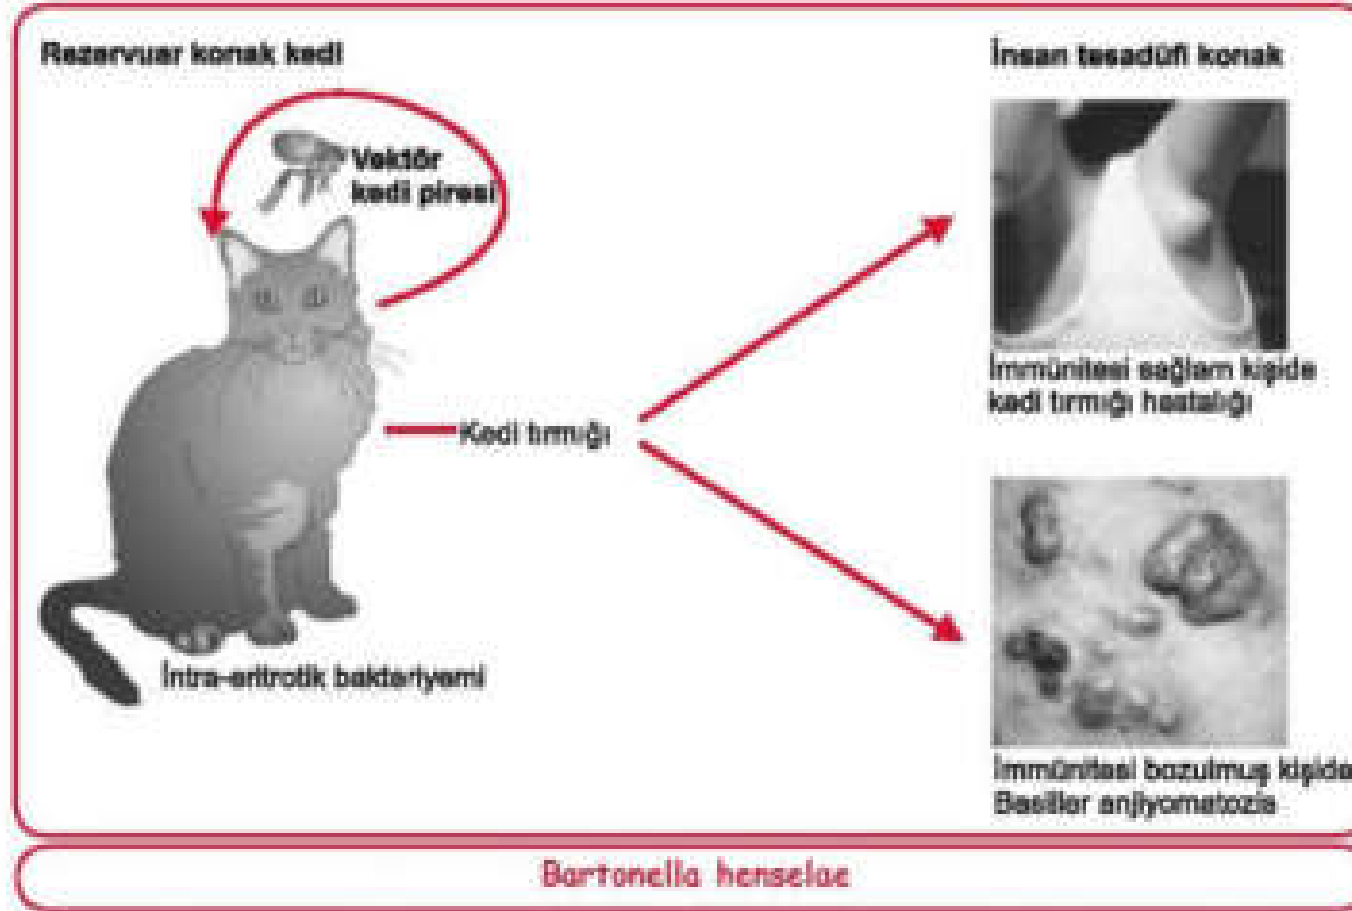 Rezervuar konak kedi
İnsan tesadüfi konak
Vektör
kedi piresi
Kedi tırmığı
İmmünitesi sağlam kişide
kedi tırmığı hastalığı
İntra-eritrotik bakteriyemi
İmmünitesi bozulmuş kişide
Basiller anjiyomatozis
Bartonella henselae